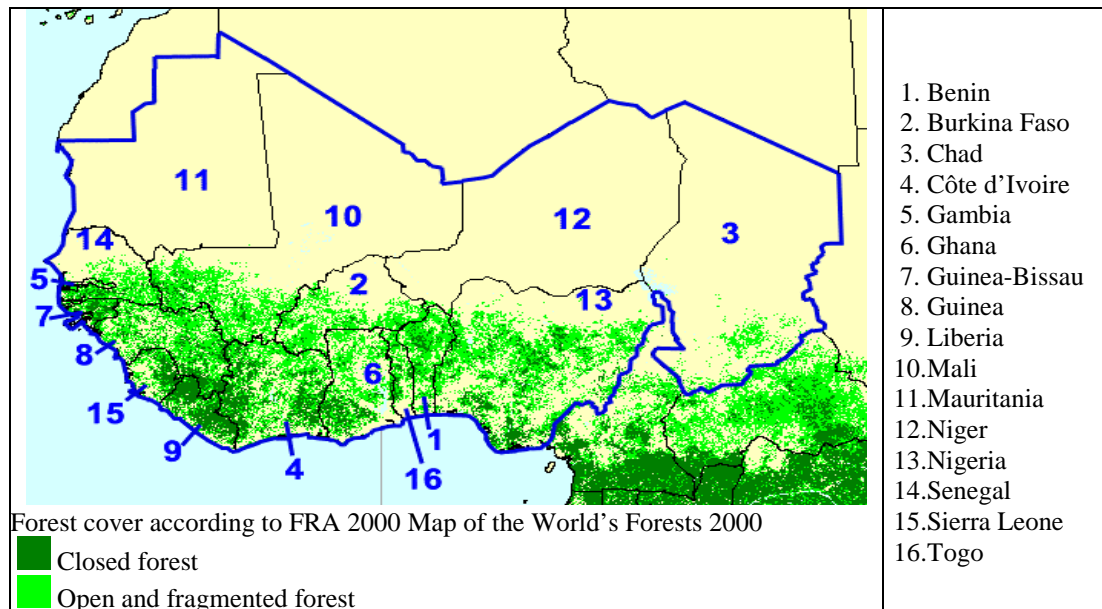 11
10
12
3
14
5
2
13
7
8
6
15
9
4
1
16
Forest cover according to FRA 2000 Map of the World's Forests 2000
Closed forest
Open and fragmented forest
1. Benin
2. Burkina Faso
3. Chad
4. Côte d'Ivoire
5. Gambia
6. Ghana
7. Guinea-Bissau
8. Guinea
9. Liberia
10.Mali
11.Mauritania
12.Niger
13.Nigeria
14.Senegal
15.Sierra Leone
16.Togo